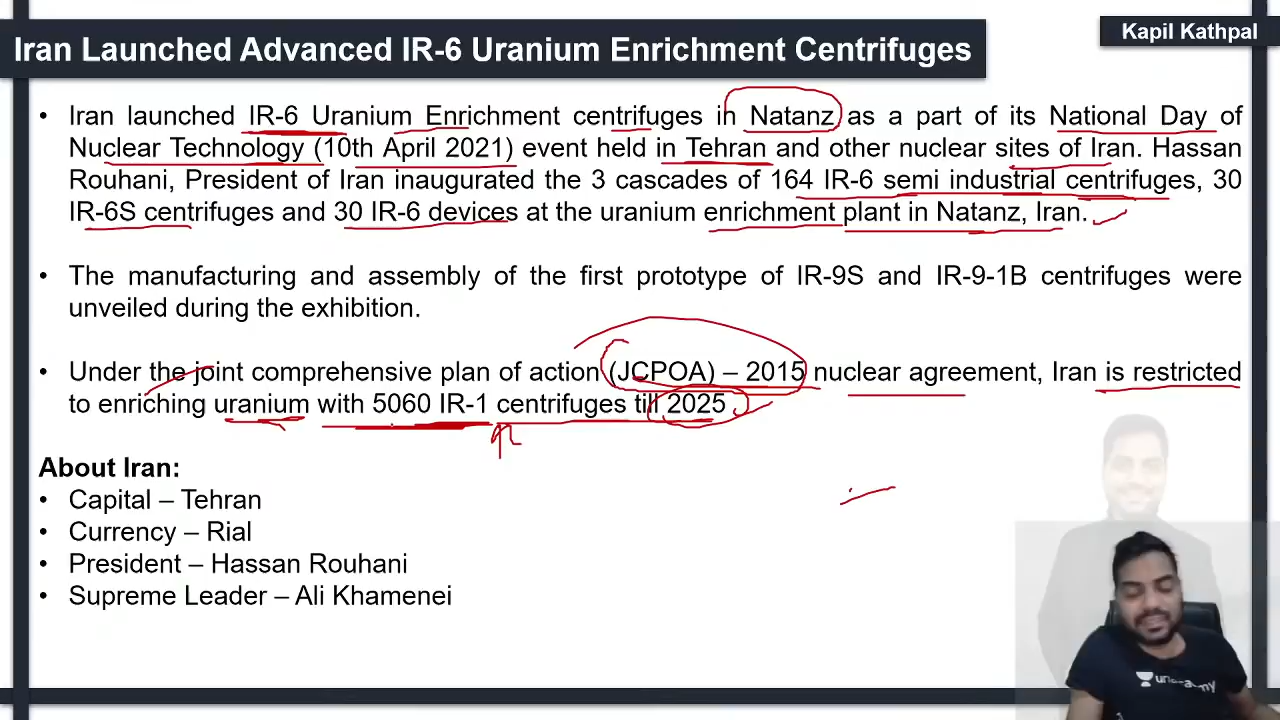 Iran Launched Advanced IR-6 Uranium Enrichment Centrifuges
Kapil Kathpal
• Iran launched IR-6 Uranium Enrichment centrifuges in Natanz as a part of its National Day of
Nuclear Technology (10th April 2021) event held in Tehran and other nuclear sites of Iran. Hassan
Rouhani, President of Iran inaugurated the 3 cascades of 164 IR-6 semi industrial centrifuges, 30
IR-6S centrifuges and 30 IR-6 devices at the uranium enrichment plant in Natanz, Iran.
• The manufacturing and assembly of the first prototype of IR-9S and IR-9-1B centrifuges were
unveiled during the exhibition.
• Under the joint comprehensive plan of action (JCPOA) – 2015 nuclear agreement, Iran is restricted
to enriching uranium with 5060 IR-1 centrifuges till 2025
About Iran:
• Capital – Tehran
• Currency – Rial
• President – Hassan Rouhani
• Supreme Leader – Ali Khamenei